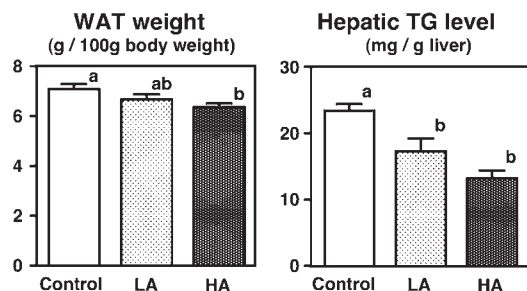 WAT weight
(g / 100g body weight)
8
6
4
2
0
a
ab
b
Control
LA
HA
Hepatic TG level
(mg / g liver)
30
20
10
0
a
b
b
Control
LA
HA